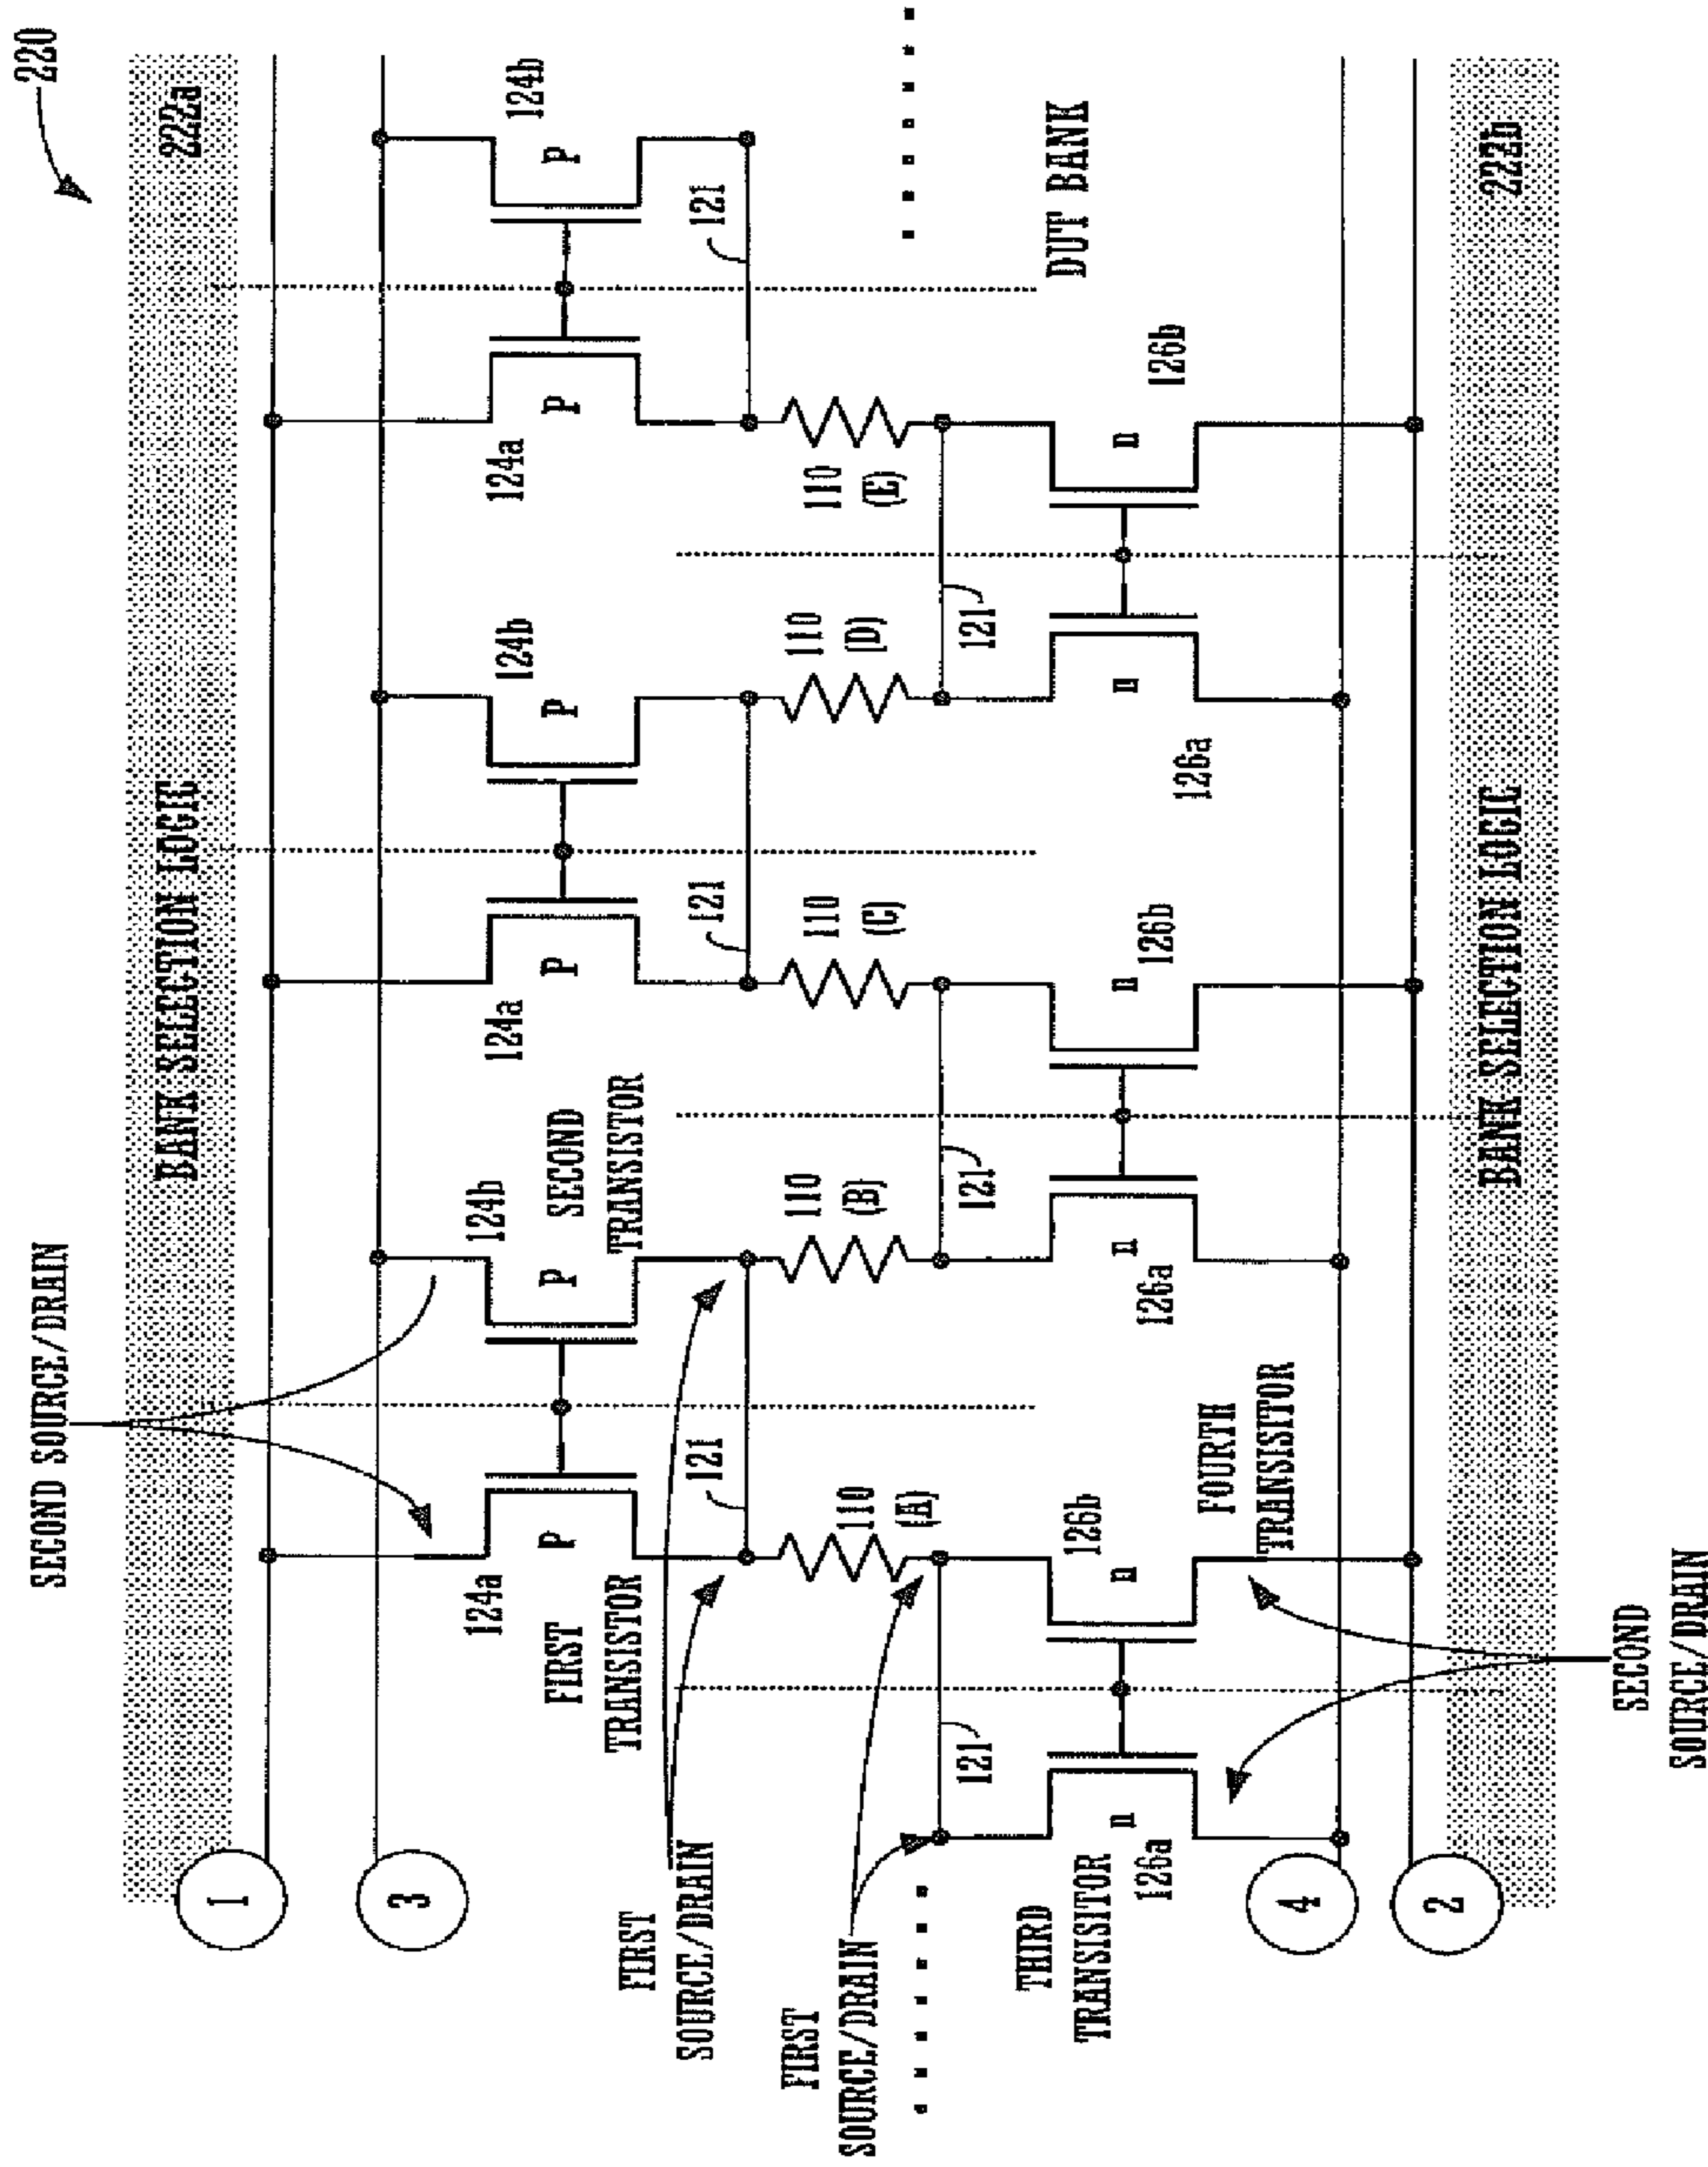 220
222a
BANK SELECTION LOGIC
SECOND SOURCE/DRAIN
1
3
124a
P
FIRST
TRANSISTOR
124b
P
SECOND
TRANSISTOR
124a
P
124b
P
124a
P
124b
P
121
121
121
FIRST
SOURCE/DRAIN
FIRST
SOURCE/DRAIN
110
(A)
110
(B)
110
(C)
110
(D)
110
(E)
121
121
121
DUT BANK
THIRD
TRANSISITOR
126a
n
126b
n
FOURTH
TRANSISITOR
126a
n
126b
n
126a
n
126b
n
4
2
BANK SELECTION LOGIC
222b
SECOND
SOURCE/DRAIN